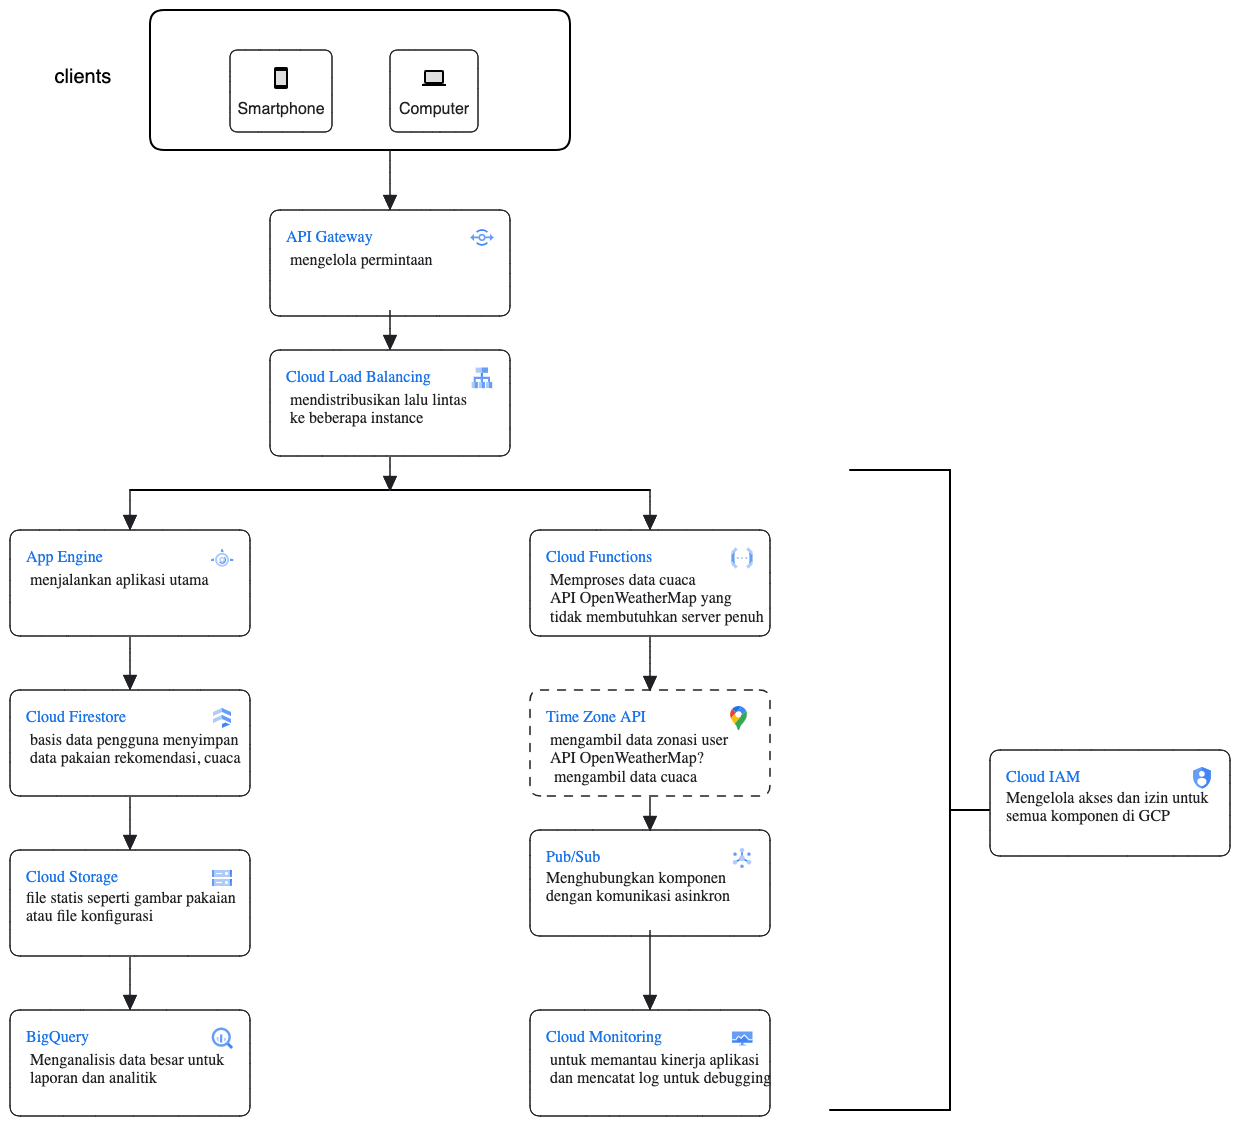 clients
Smartphone
Computer
API Gateway
mengelola permintaan
Cloud Load Balancing
mendistribusikan lalu lintas
ke beberapa instance
App Engine
menjalankan aplikasi utama
Cloud Functions
Memproses data cuaca
API OpenWeatherMap yang
tidak membutuhkan server penuh
Cloud Firestore
basis data pengguna menyimpan
data pakaian rekomendasi, cuaca
Time Zone API
mengambil data zonasi user
API OpenWeatherMap?
mengambil data cuaca
Cloud IAM
Mengelola akses dan izin untuk
semua komponen di GCP
Cloud Storage
file statis seperti gambar pakaian
atau file konfigurasi
Pub/Sub
Menghubungkan komponen
dengan komunikasi asinkron
BigQuery
Menganalisis data besar untuk
laporan dan analitik
Cloud Monitoring
untuk memantau kinerja aplikasi
dan mencatat log untuk debugging